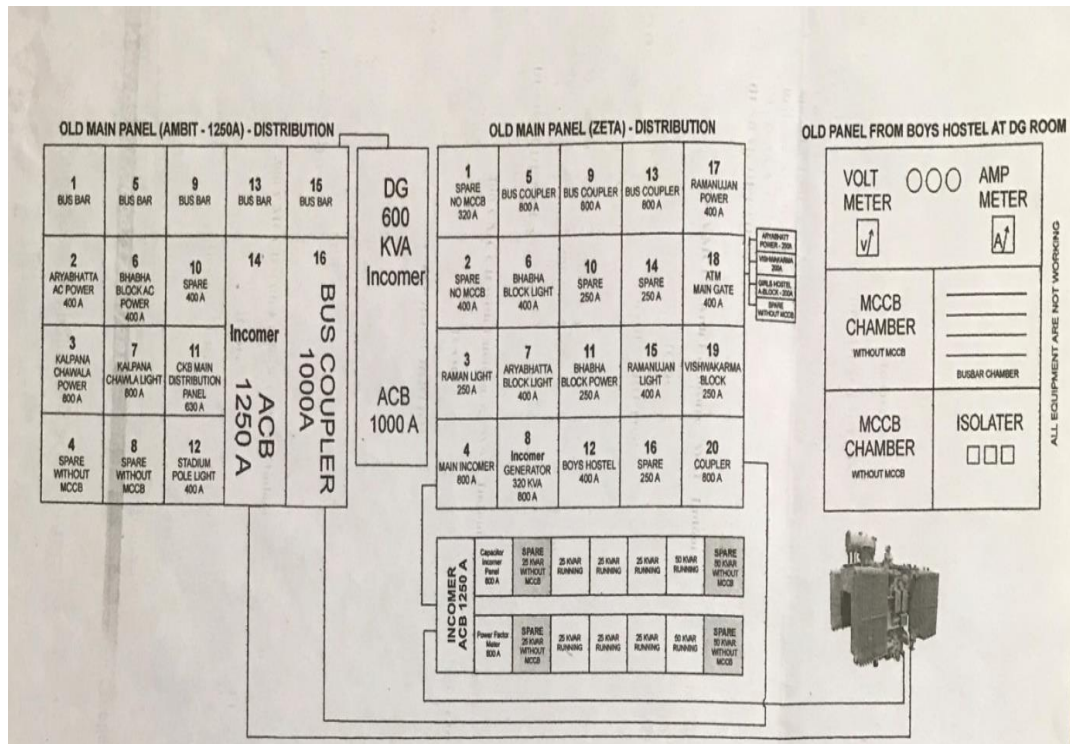 OLD MAIN PANEL (AMBIT - 1250A) - DISTRIBUTION
1
BUS BAR
5
BUS BAR
9
BUS BAR
13
BUS BAR
15
BUS BAR
2
ARYABHATTA
AC POWER
400 A
6
BHABHA
BLOCK AC
POWER
400 A
10
SPARE
400 A
14
Incomer
ACB
1250 A
16
BUS COUPLER
1000A
3
KALPANA
CHAWALA
POWER
800 A
7
KALPANA
CHAWLA LIGHT
800 A
11
CKB MAIN
DISTRIBUTION
PANEL
630 A
4
SPARE
WITHOUT
MCCB
8
SPARE
WITHOUT
MCCB
12
STADIUM
POLE LIGHT
400 A
DG
600
KVA
Incomer
ACB
1000 A
OLD MAIN PANEL (ZETA) - DISTRIBUTION
1
SPARE
NO MCCB
320 A
5
BUS COUPLER
800 A
9
BUS COUPLER
800 A
13
BUS COUPLER
800 A
17
RAMANUJAN
POWER
400 A
2
SPARE
NO MCCB
400 A
6
BHABHA
BLOCK LIGHT
400 A
10
SPARE
250 A
14
SPARE
250 A
18
ATM
MAIN GATE
400 A
3
RAMAN LIGHT
250 A
7
ARYABHATTA
BLOCK LIGHT
400 A
11
BHABHA
BLOCK POWER
250 A
15
RAMANUJAN
LIGHT
400 A
19
VISHWAKARMA
BLOCK
250 A
4
MAIN INCOMER
800 A
8
Incomer
GENERATOR
320 KVA
800 A
12
BOYS HOSTEL
400 A
16
SPARE
250 A
20
COUPLER
800 A
ARYABHATT
POWER - 250A
VISHWAKARMA
200A
GIRLS HOSTEL
A-BLOCK - 200A
SPARE
WITHOUT MCCB
INCOMER
ACB 1250 A
Capacitor
Incomer
Panel
800 A
SPARE
25 KVAR
WITHOUT
MCCB
25 KVAR
RUNNING
25 KVAR
RUNNING
25 KVAR
RUNNING
50 KVAR
RUNNING
SPARE
50 KVAR
WITHOUT
MCCB
Power Factor
Meter
800 A
SPARE
25 KVAR
WITHOUT
MCCB
25 KVAR
RUNNING
25 KVAR
RUNNING
25 KVAR
RUNNING
50 KVAR
RUNNING
SPARE
50 KVAR
WITHOUT
MCCB
OLD PANEL FROM BOYS HOSTEL AT DG ROOM
VOLT
METER
V
AMP
METER
A
MCCB
CHAMBER
WITHOUT MCCB
BUSBAR CHAMBER
MCCB
CHAMBER
WITHOUT MCCB
ISOLATER
ALL EQUIPMENT ARE NOT WORKING